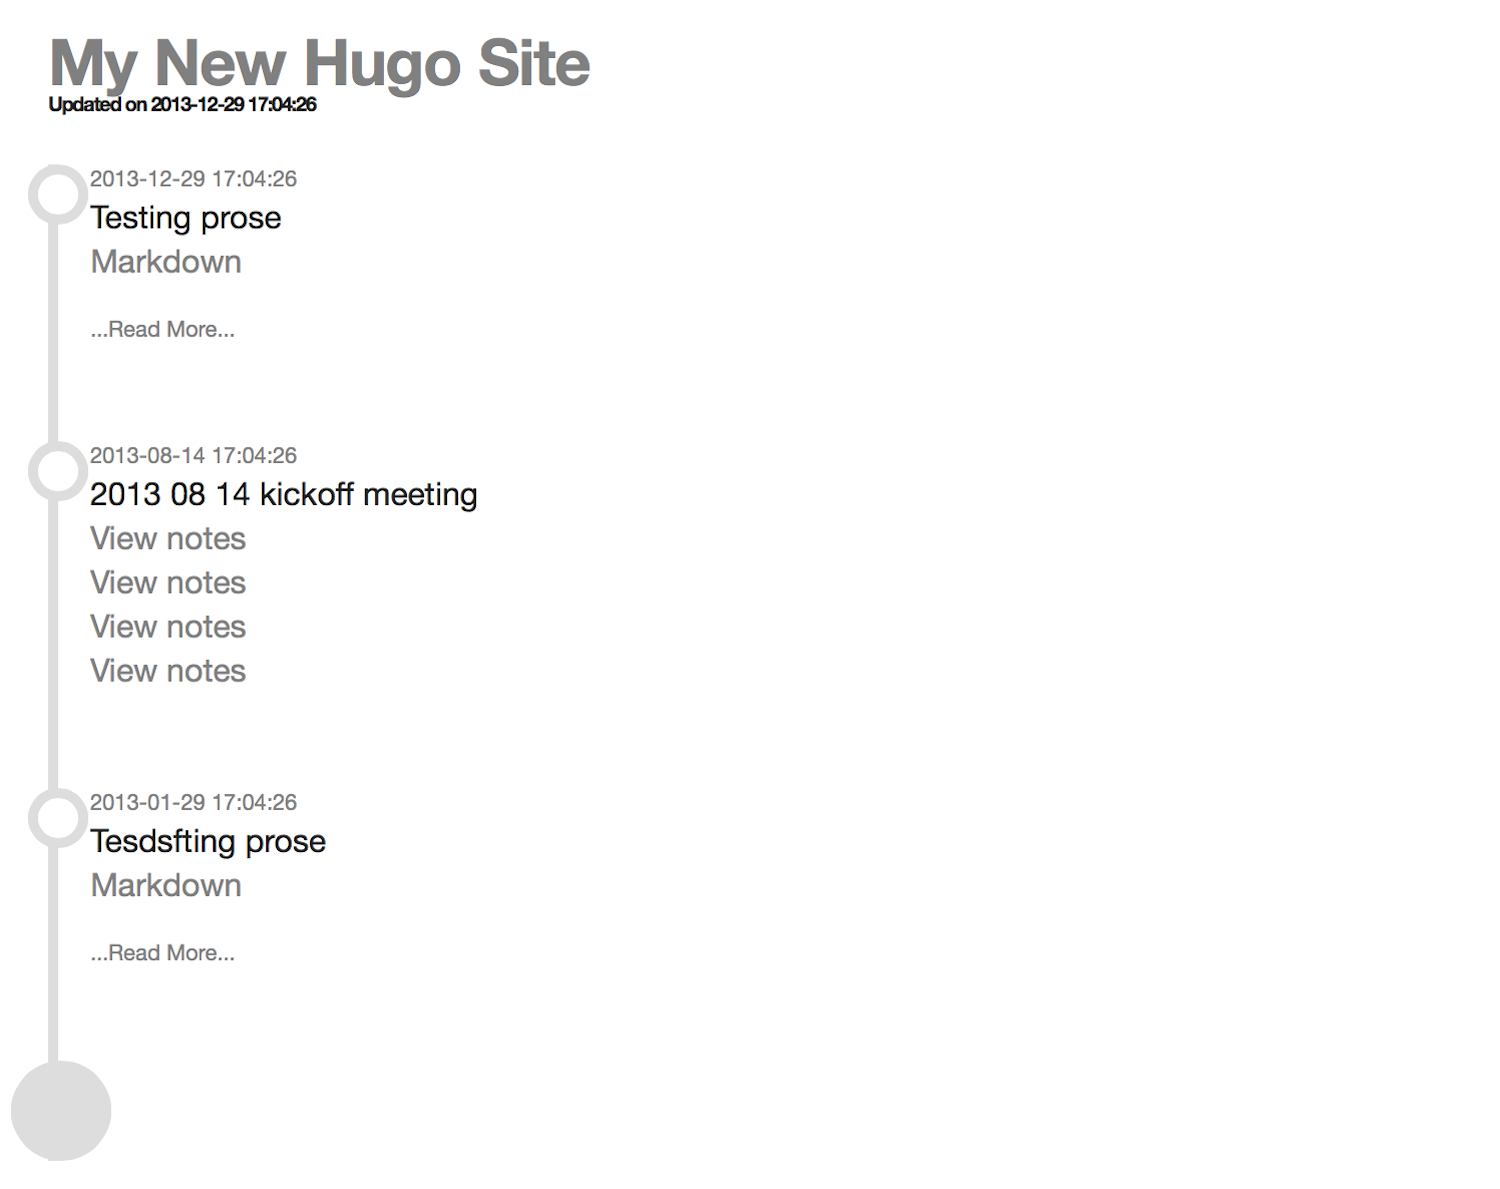 My New Hugo Site
Updated on 2013-12-29 17:04:26
2013-12-29 17:04:26
Testing prose
Markdown
...Read More...
2013-08-14 17:04:26
2013 08 14 kickoff meeting
View notes
View notes
View notes
View notes
2013-01-29 17:04:26
Tesdsfting prose
Markdown
...Read More...